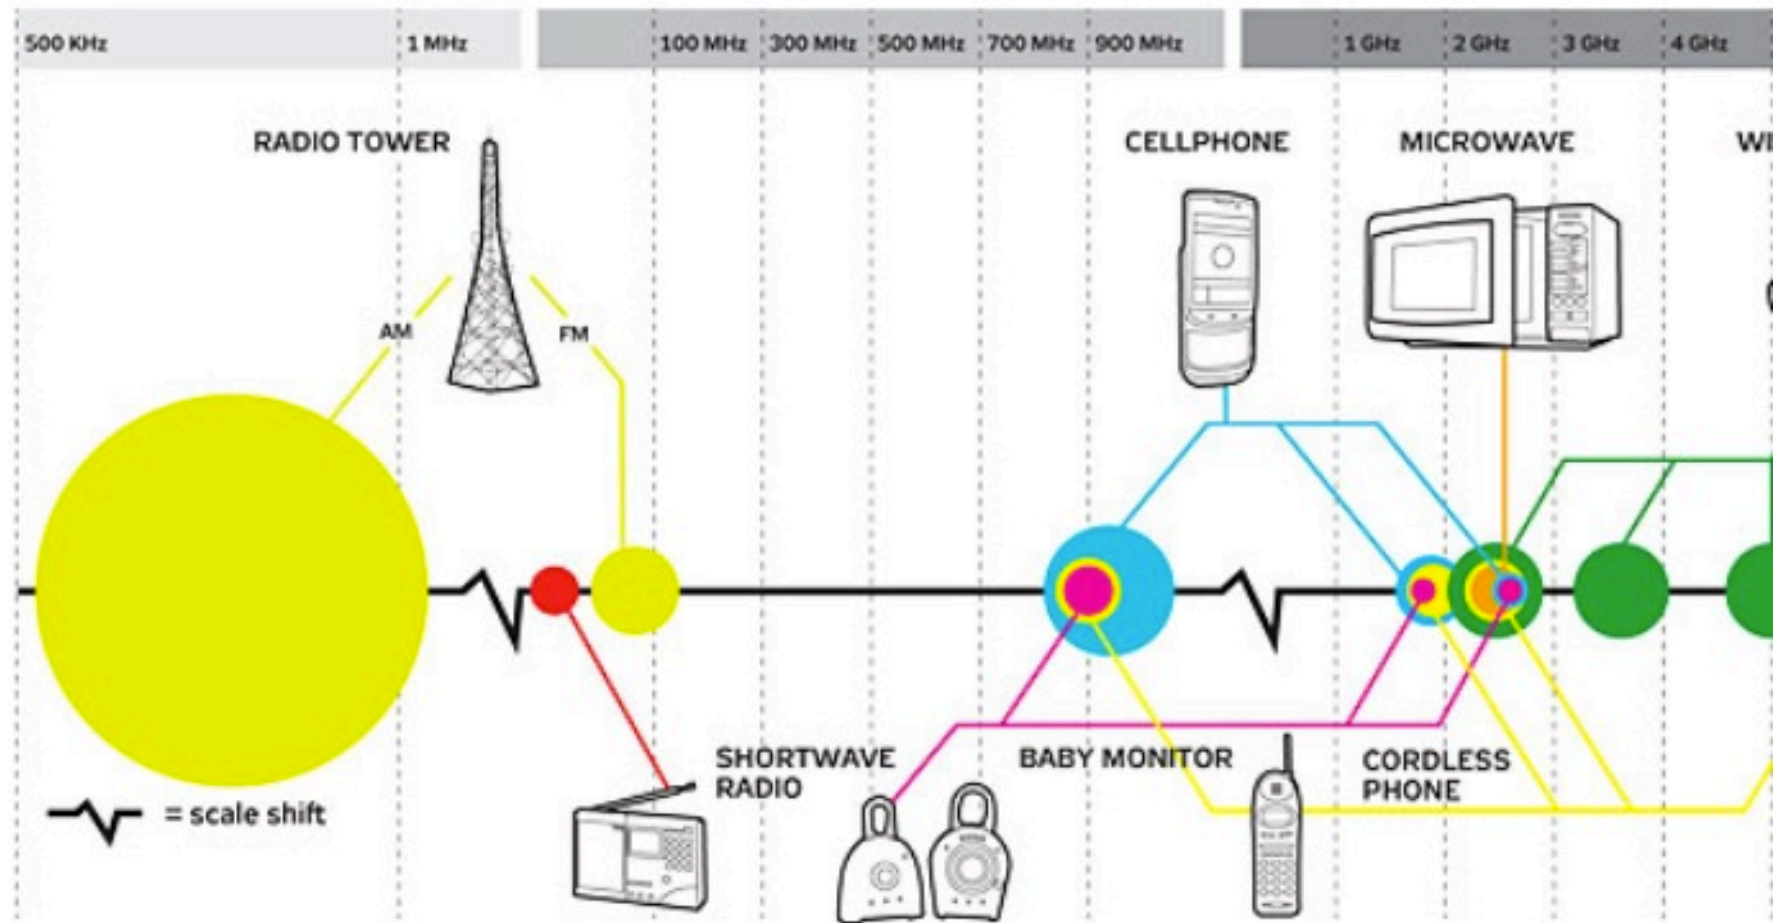 500 KHz 1 MHz 100 MHz 300 MHz 500 MHz 700 MHz 900 MHz 1 GHz 2 GHz 3 GHz 4 GHz
RADIO TOWER
CELLPHONE
MICROWAVE
WI
AM
FM
SHORTWAVE
RADIO
BABY MONITOR
CORDLESS
PHONE
= scale shift